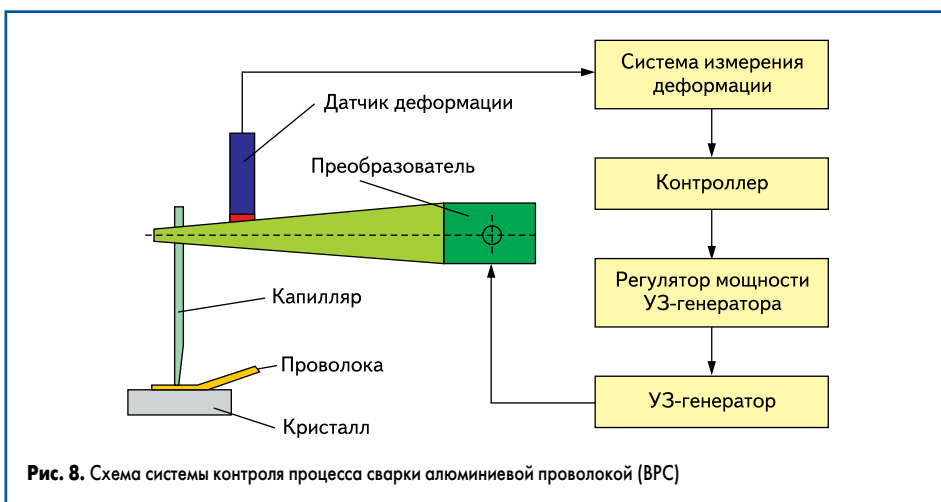 Система измерения
деформации
Датчик деформации
Преобразователь
Контроллер
Регулятор мощности
УЗ-генератора
Капилляр
Проволока
УЗ-генератор
Кристалл
Рис. 8. Схема системы контроля процесса сварки алюминиевой проволокой (BPC)